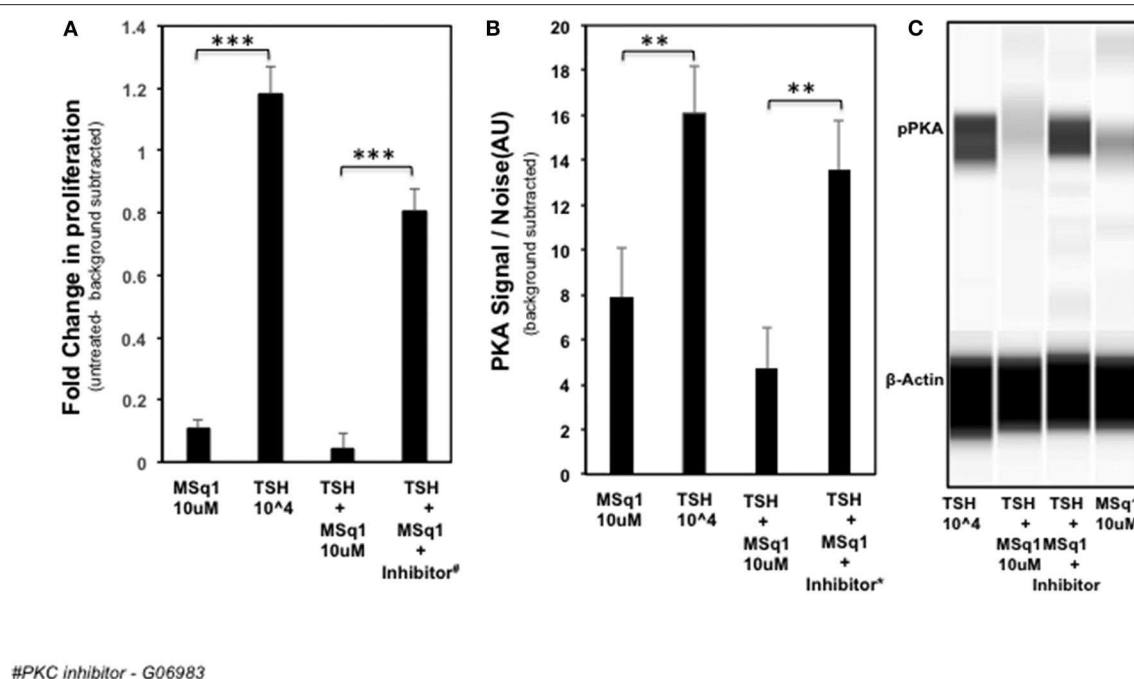 A
Fold Change in proliferation
(untreated- background subtracted)
1.4
1.2
1
0.8
0.6
0.4
0.2
0
***
***
MSq1
10uM
TSH
10^4
TSH
+
MSq1
10uM
TSH
+
MSq1
+
Inhibitor#
B
PKA Signal / Noise(AU)
(background subtracted)
20
18
16
14
12
10
8
6
4
2
0
**
**
MSq1
10uM
TSH
10^4
TSH
+
MSq1
10uM
TSH
+
MSq1
+
Inhibitor*
C
pPKA
β-Actin
TSH
10^4
TSH
+
MSq1
10uM
TSH
+
MSq1
+
Inhibitor
MSq1
10uM
#PKC inhibitor - G06983